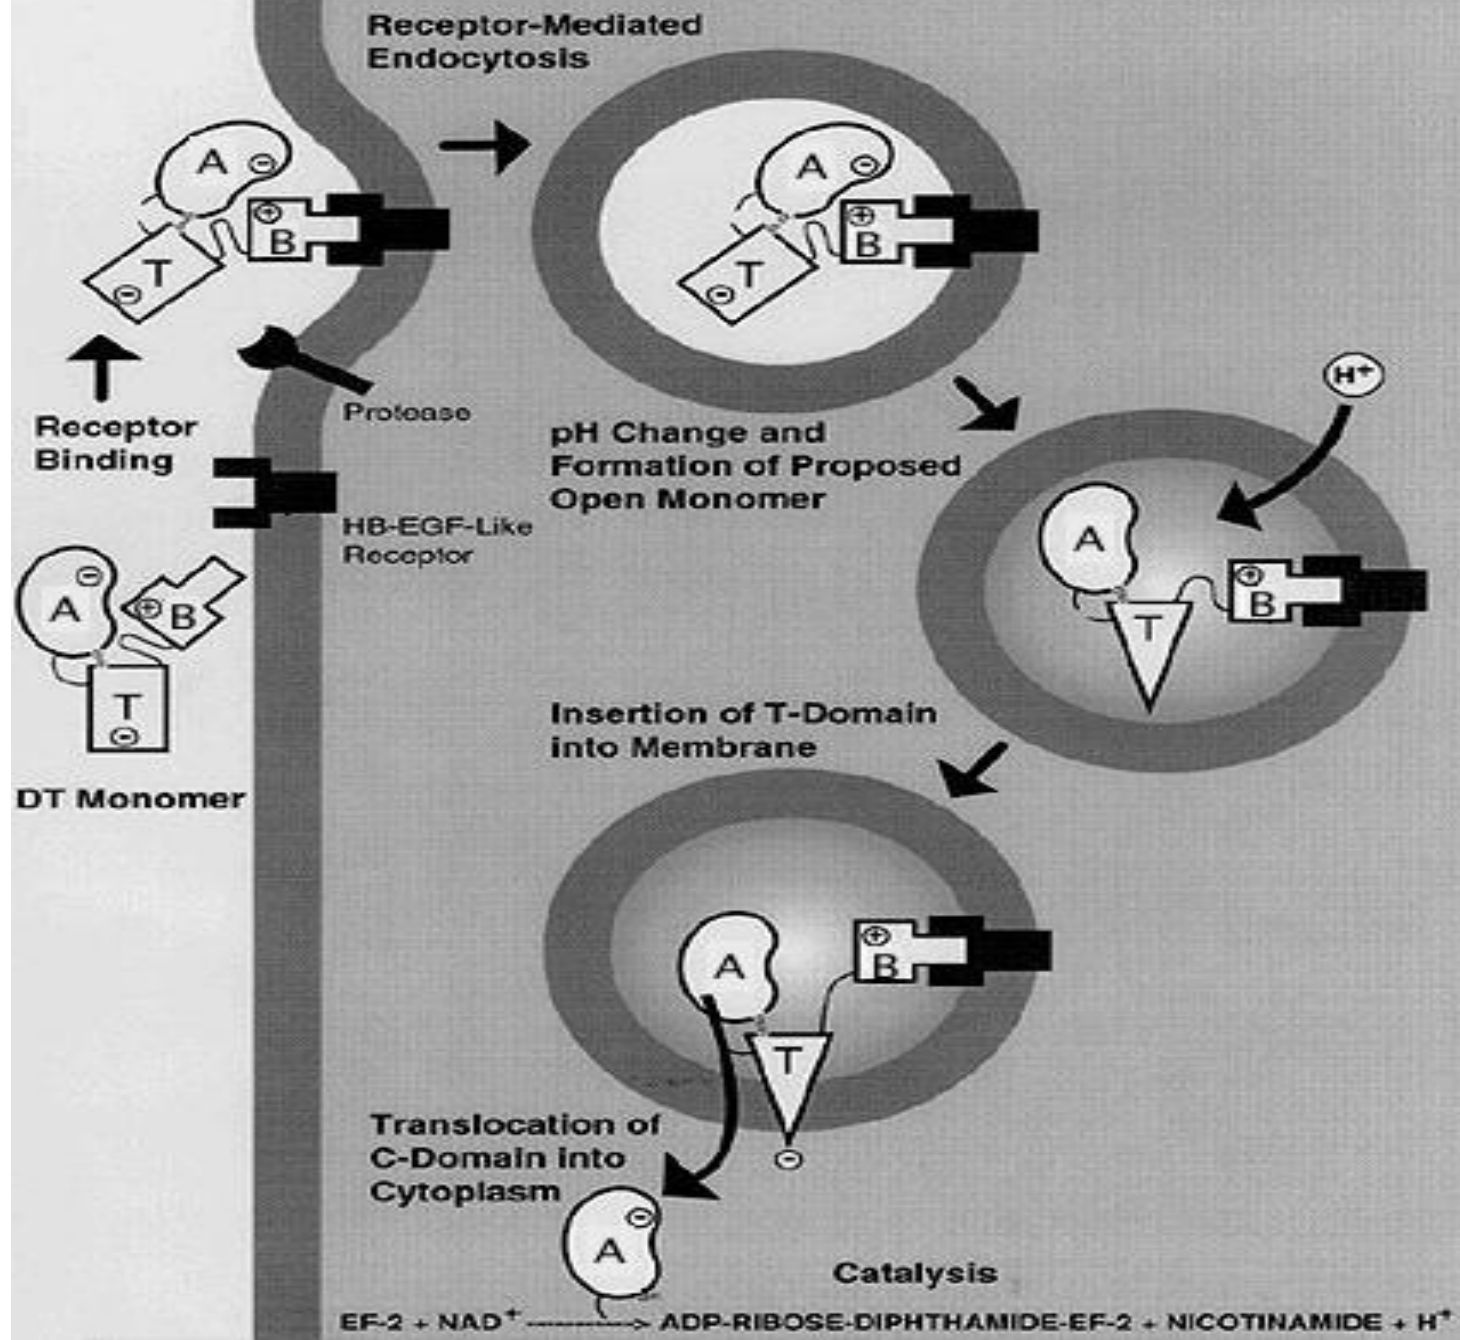 Receptor-Mediated
Endocytosis
A
−
+
B
T
−
A
−
+
B
T
−
Protease
Receptor
Binding
pH Change and
Formation of Proposed
Open Monomer
H+
HB-EGF-Like
Receptor
A
−
+
B
T
−
A
+
B
T
DT Monomer
Insertion of T-Domain
into Membrane
A
+
B
T
−
Translocation of
C-Domain into
Cytoplasm
−
A
Catalysis
EF-2 + NAD+ ----------> ADP-RIBOSE-DIPHTHAMIDE-EF-2 + NICOTINAMIDE + H+